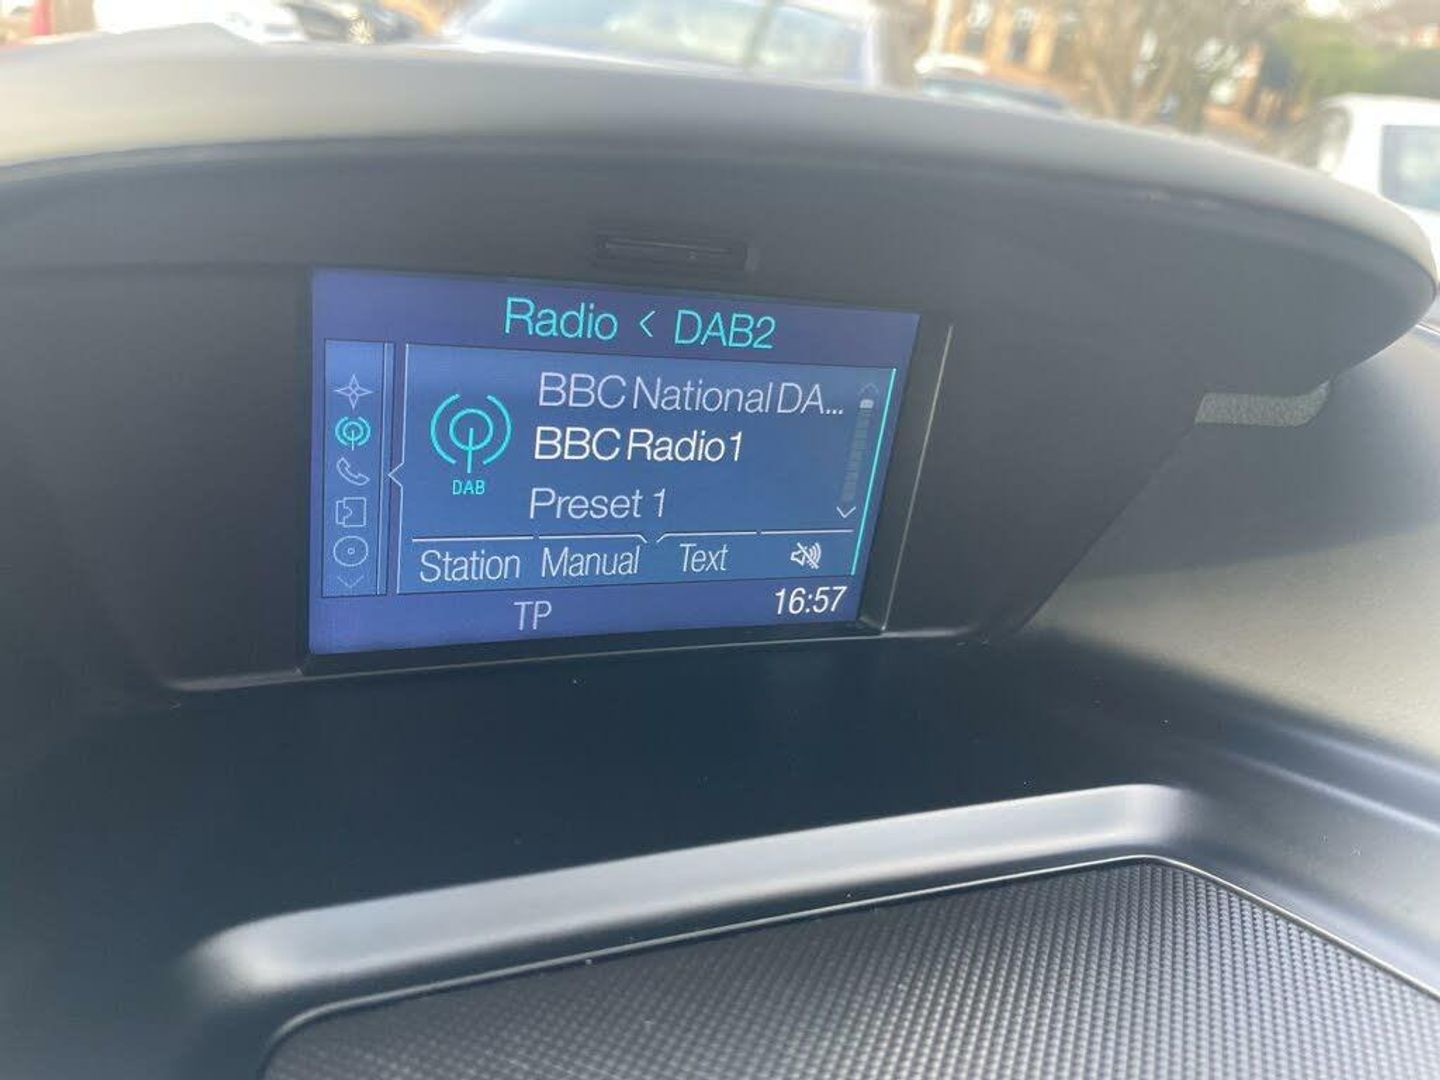 Radio < DAB2
BBC National DA...
BBC Radio1
DAB
Preset 1
Station Manual Text
TP 16:57